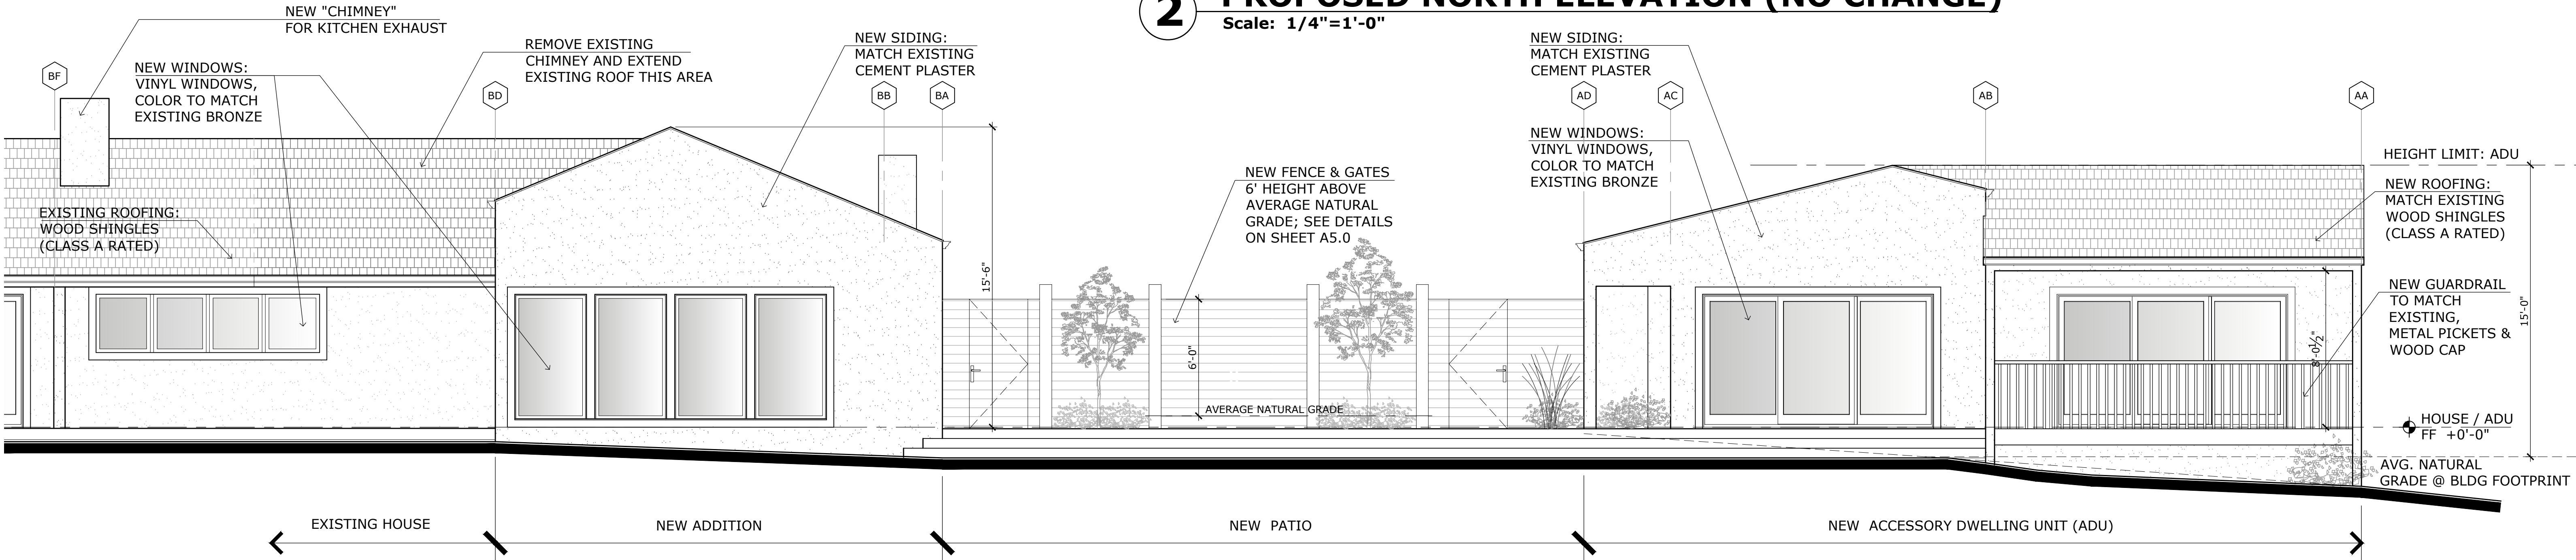 2
PROPOSED NORTH ELEVATION (NO CHANGE)
Scale: 1/4"=1'-0"
NEW "CHIMNEY"
FOR KITCHEN EXHAUST
BF
NEW WINDOWS:
VINYL WINDOWS,
COLOR TO MATCH
EXISTING BRONZE
REMOVE EXISTING
CHIMNEY AND EXTEND
EXISTING ROOF THIS AREA
BD
NEW SIDING:
MATCH EXISTING
CEMENT PLASTER
BB
BA
EXISTING ROOFING:
WOOD SHINGLES
(CLASS A RATED)
15'-6"
NEW FENCE & GATES
6' HEIGHT ABOVE
AVERAGE NATURAL
GRADE; SEE DETAILS
ON SHEET A5.0
6'-0"
AVERAGE NATURAL GRADE
NEW SIDING:
MATCH EXISTING
CEMENT PLASTER
AD
AC
NEW WINDOWS:
VINYL WINDOWS,
COLOR TO MATCH
EXISTING BRONZE
AB
AA
HEIGHT LIMIT: ADU
NEW ROOFING:
MATCH EXISTING
WOOD SHINGLES
(CLASS A RATED)
NEW GUARDRAIL
TO MATCH
EXISTING,
METAL PICKETS &
WOOD CAP
8'-0 1/2"
15'-0"
HOUSE / ADU
FF +0'-0"
AVG. NATURAL
GRADE @ BLDG FOOTPRINT
EXISTING HOUSE
NEW ADDITION
NEW PATIO
NEW ACCESSORY DWELLING UNIT (ADU)